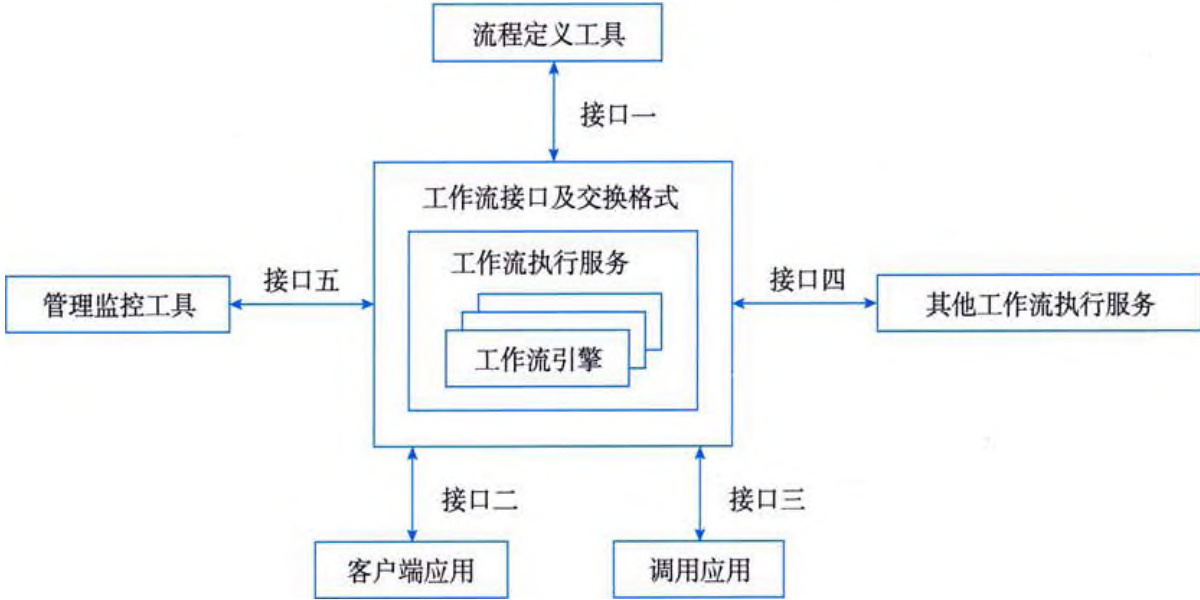 流程定义工具
接口一
工作流接口及交换格式
工作流执行服务
工作流引擎
接口五
管理监控工具
接口四
其他工作流执行服务
接口二
接口三
客户端应用
调用应用